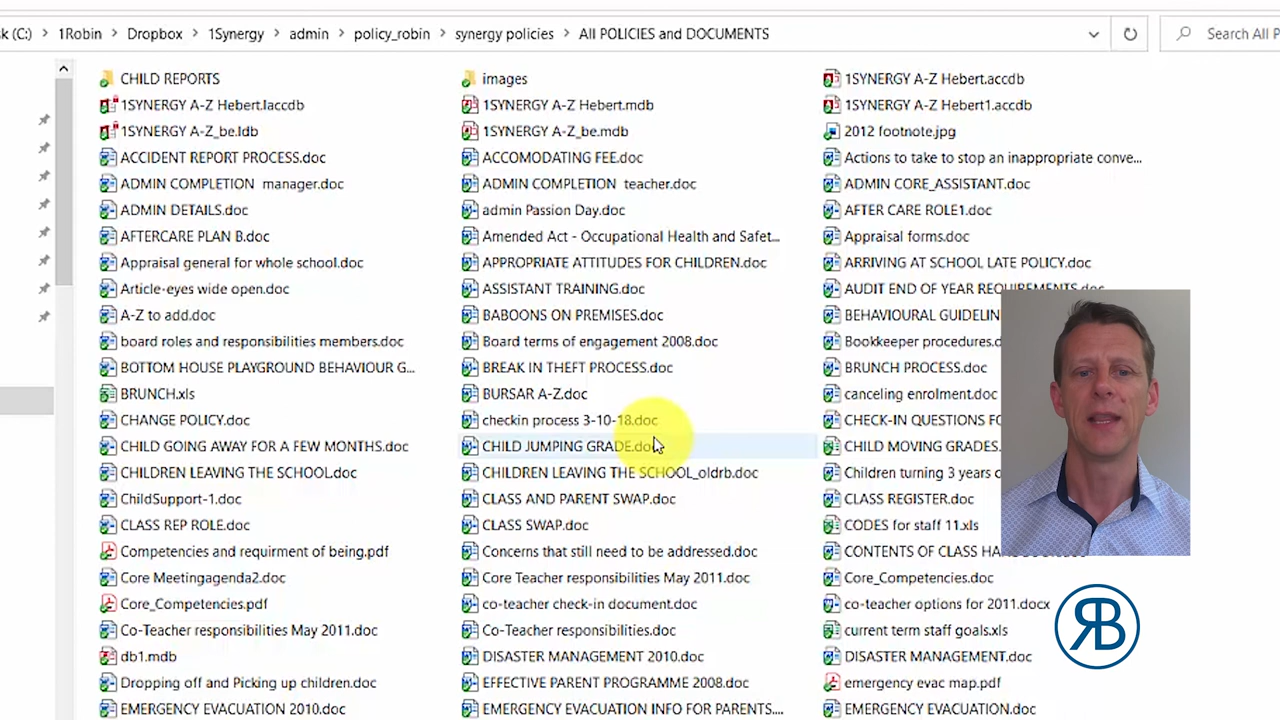 sk (C:) > 1Robin > Dropbox > 1Synergy > admin > policy_robin > synergy policies > All POLICIES and DOCUMENTS
Search All P
CHILD REPORTS images 1SYNERGY A-Z Hebert.accdb
1SYNERGY A-Z Hebert.laccdb 1SYNERGY A-Z Hebert.mdb 1SYNERGY A-Z Hebert1.accdb
1SYNERGY A-Z_be.ldb 1SYNERGY A-Z_be.mdb 2012 footnote.jpg
ACCIDENT REPORT PROCESS.doc ACCOMODATING FEE.doc Actions to take to stop an inappropriate conve...
ADMIN COMPLETION  manager.doc ADMIN COMPLETION  teacher.doc ADMIN CORE_ASSISTANT.doc
ADMIN DETAILS.doc admin Passion Day.doc AFTER CARE ROLE1.doc
AFTERCARE PLAN B.doc Amended Act - Occupational Health and Safet... Appraisal forms.doc
Appraisal general for whole school.doc APPROPRIATE ATTITUDES FOR CHILDREN.doc ARRIVING AT SCHOOL LATE POLICY.doc
Article-eyes wide open.doc ASSISTANT TRAINING.doc AUDIT END OF YEAR REQUIREMENTS.doc
A-Z to add.doc BABOONS ON PREMISES.doc BEHAVIOURAL GUIDELIN
board roles and responsibilities members.doc Board terms of engagement 2008.doc Bookkeeper procedures.d
BOTTOM HOUSE PLAYGROUND BEHAVIOUR G... BREAK IN THEFT PROCESS.doc BRUNCH PROCESS.doc
BRUNCH.xls BURSAR A-Z.doc canceling enrolment.doc
CHANGE POLICY.doc checkin process 3-10-18.doc CHECK-IN QUESTIONS FO
CHILD GOING AWAY FOR A FEW MONTHS.doc CHILD JUMPING GRADE.doc CHILD MOVING GRADES.
CHILDREN LEAVING THE SCHOOL.doc CHILDREN LEAVING THE SCHOOL_oldrb.doc Children turning 3 years c
ChildSupport-1.doc CLASS AND PARENT SWAP.doc CLASS REGISTER.doc
CLASS REP ROLE.doc CLASS SWAP.doc CODES for staff 11.xls
Competencies and requirment of being.pdf Concerns that still need to be addressed.doc CONTENTS OF CLASS HAN
Core Meetingagenda2.doc Core Teacher responsibilities May 2011.doc Core_Competencies.doc
Core_Competencies.pdf co-teacher check-in document.doc co-teacher options for 2011.docx
Co-Teacher responsibilities May 2011.doc Co-Teacher responsibilities.doc current term staff goals.xls
db1.mdb DISASTER MANAGEMENT 2010.doc DISASTER MANAGEMENT.doc
Dropping off and Picking up children.doc EFFECTIVE PARENT PROGRAMME 2008.doc emergency evac map.pdf
EMERGENCY EVACUATION 2010.doc EMERGENCY EVACUATION INFO FOR PARENTS.... EMERGENCY EVACUATION.doc